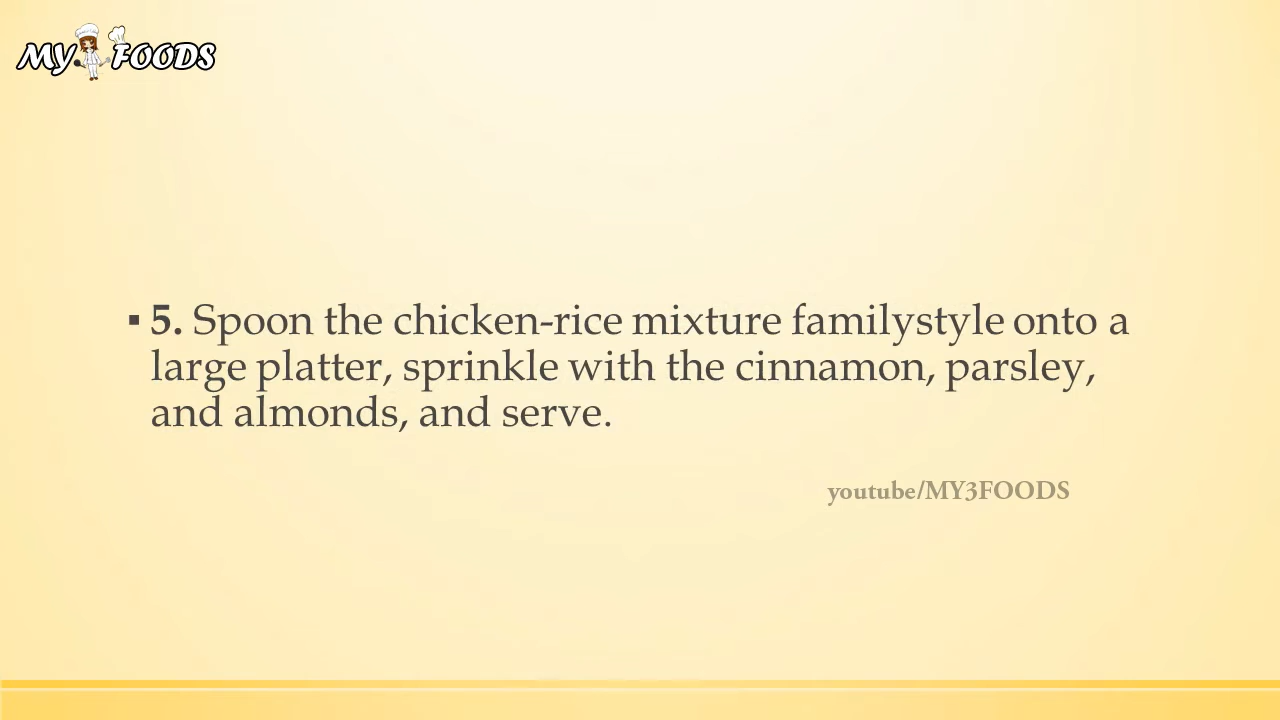 MY FOODS
▪ 5. Spoon the chicken-rice mixture familystyle onto a
large platter, sprinkle with the cinnamon, parsley,
and almonds, and serve.
youtube/MY3FOODS